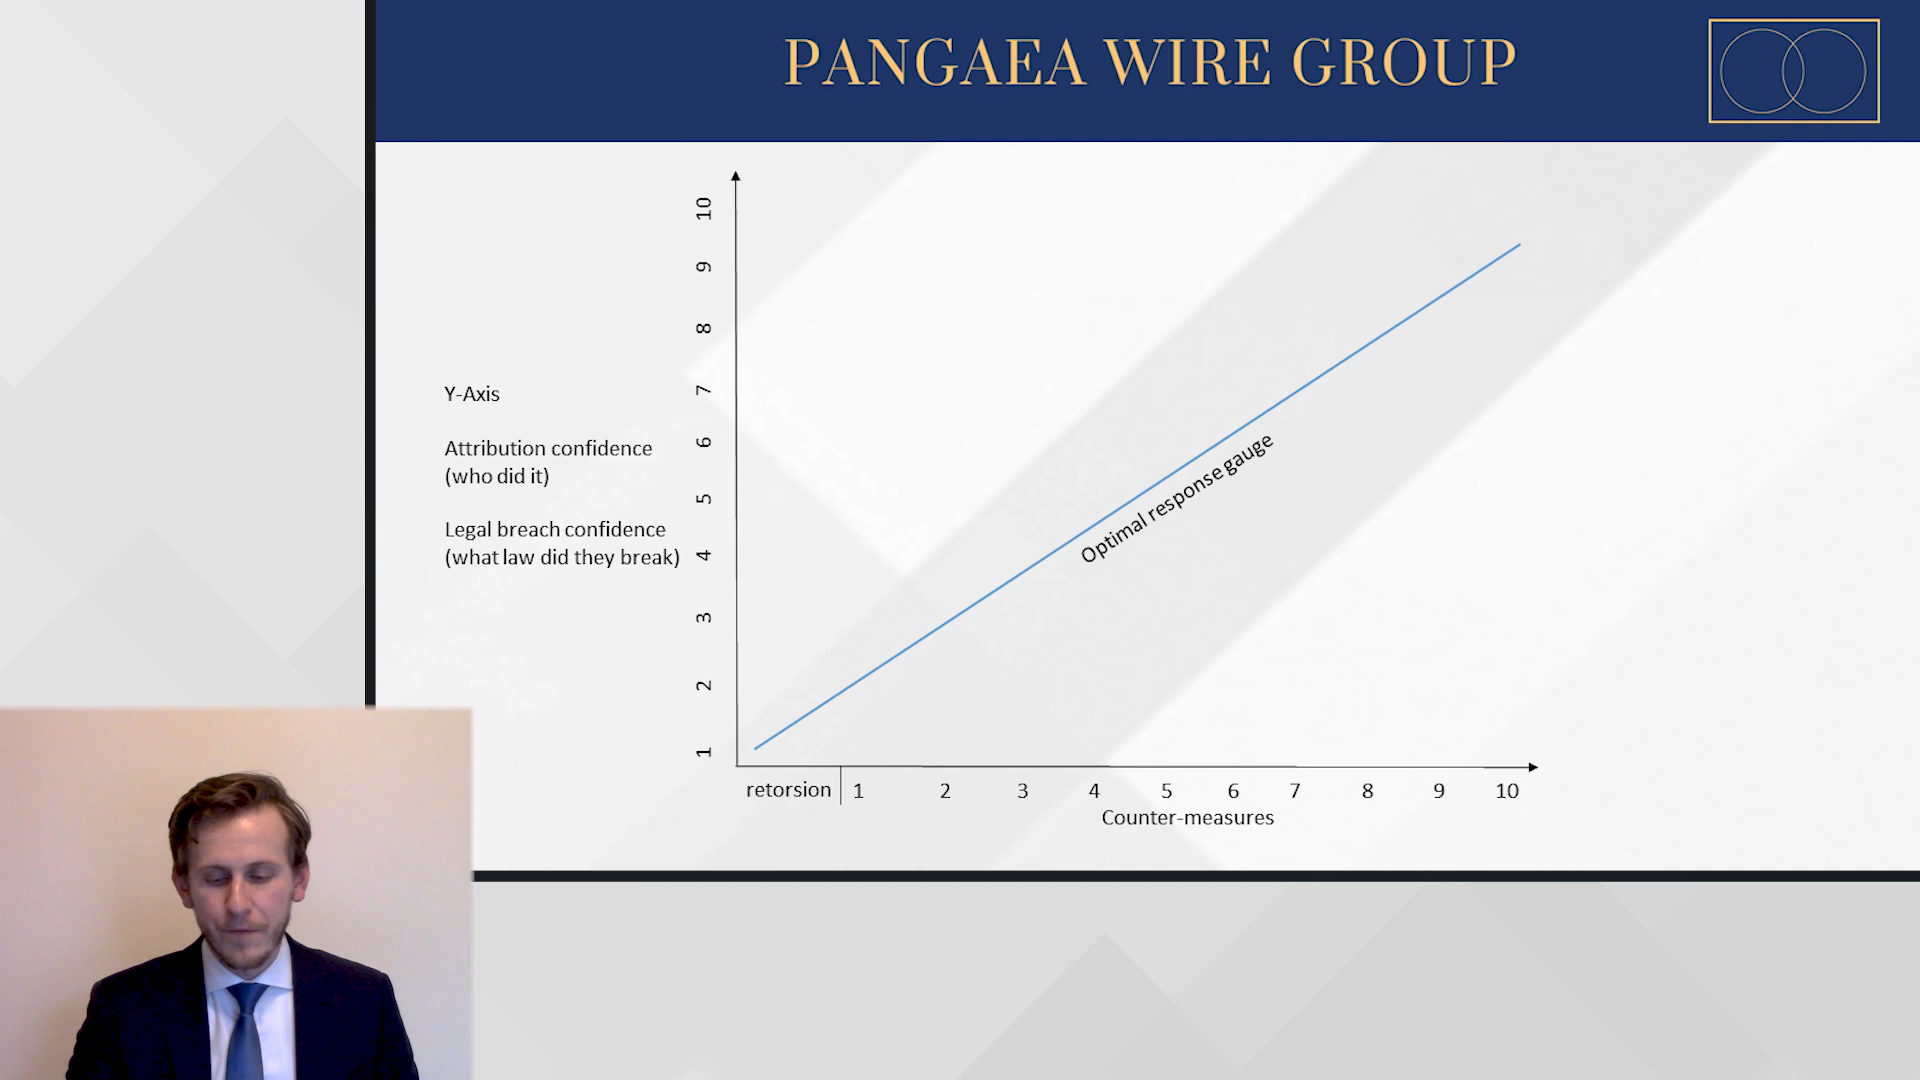 PANGAEA WIRE GROUP
10
9
8
7
6
5
4
3
2
1
Y-Axis
Attribution confidence
(who did it)
Legal breach confidence
(what law did they break)
Optimal response gauge
retorsion 1 2 3 4 5 6 7 8 9 10
Counter-measures